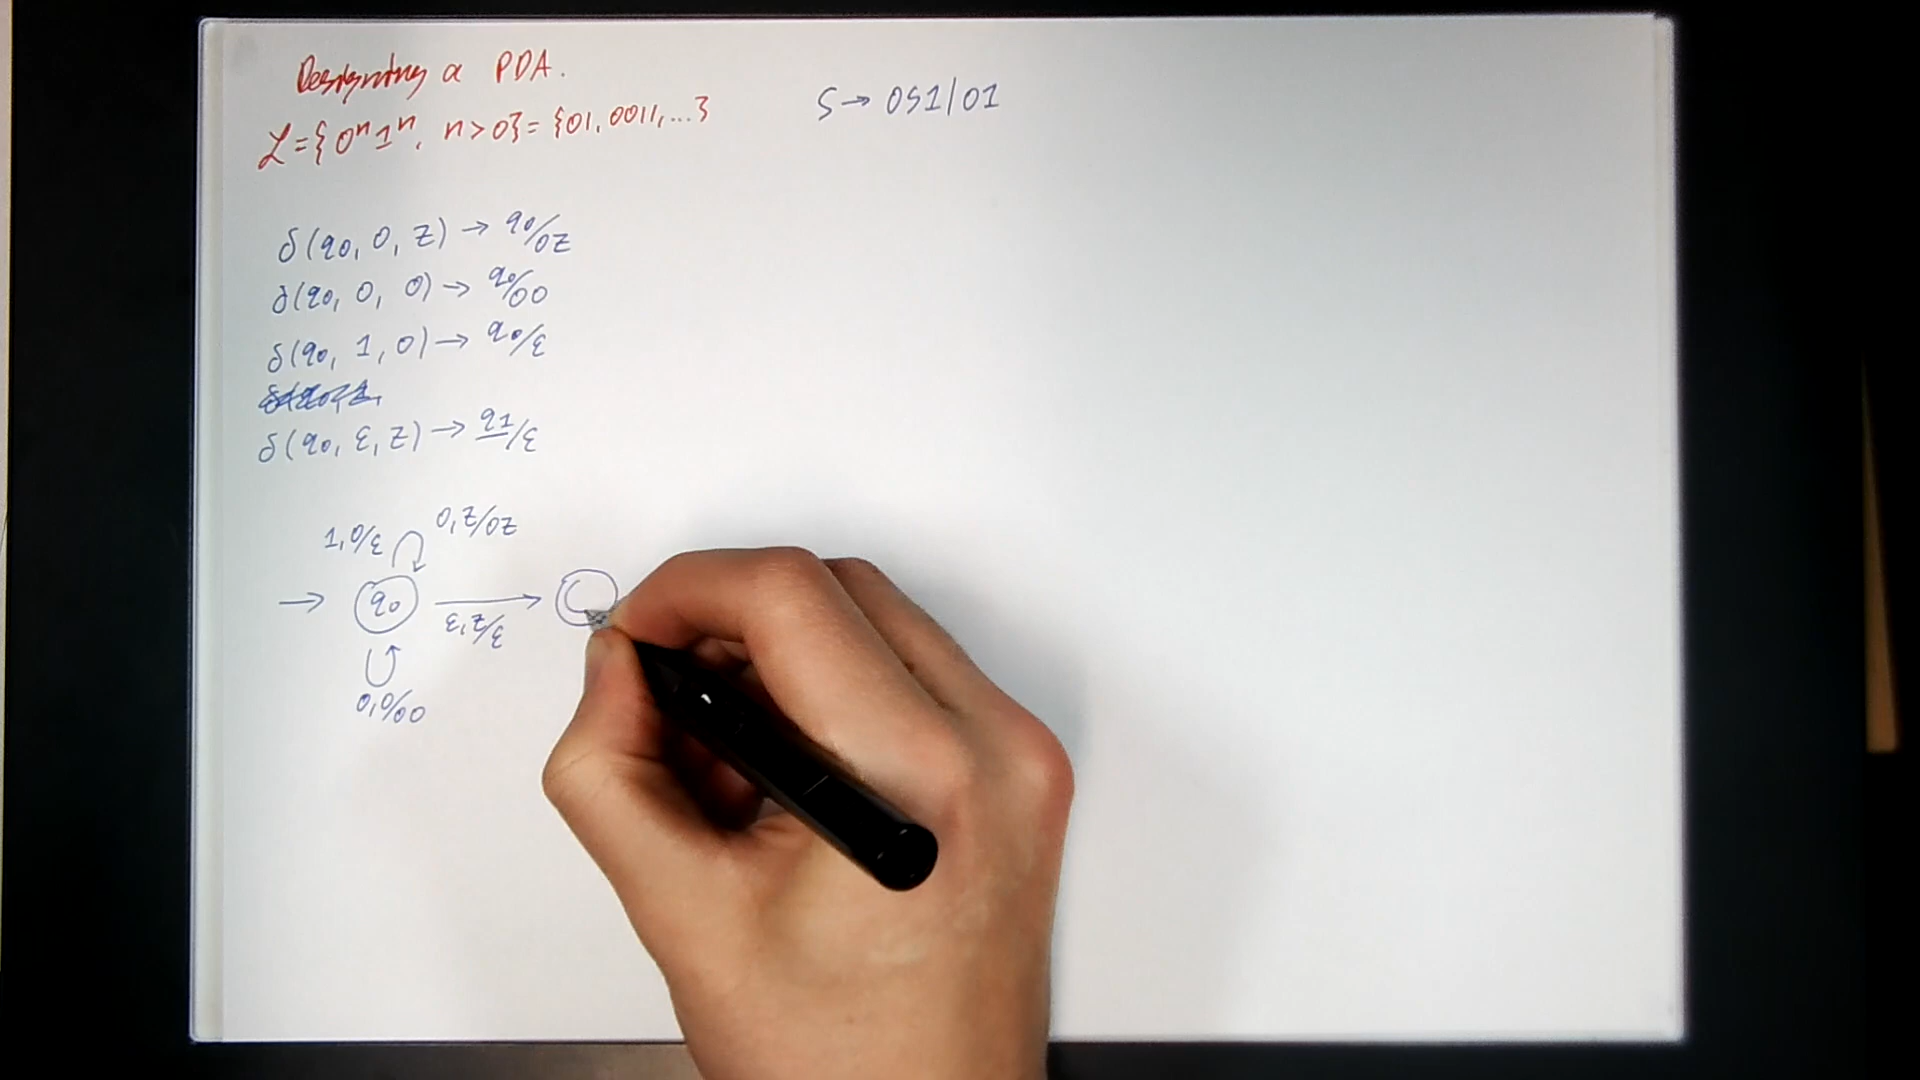 Designing a PDA.
L = {0ⁿ1ⁿ, n > 0} = {01, 0011, ...}
S → 0S1/01
δ(q0, 0, Z) → q0/0Z
δ(q0, 0, 0) → q0/00
δ(q0, 1, 0) → q0/ε
δ(q0, ε, Z) → q1/ε
1,0/ε 0,Z/0Z
→ q0
ε,Z/ε
0,0/00